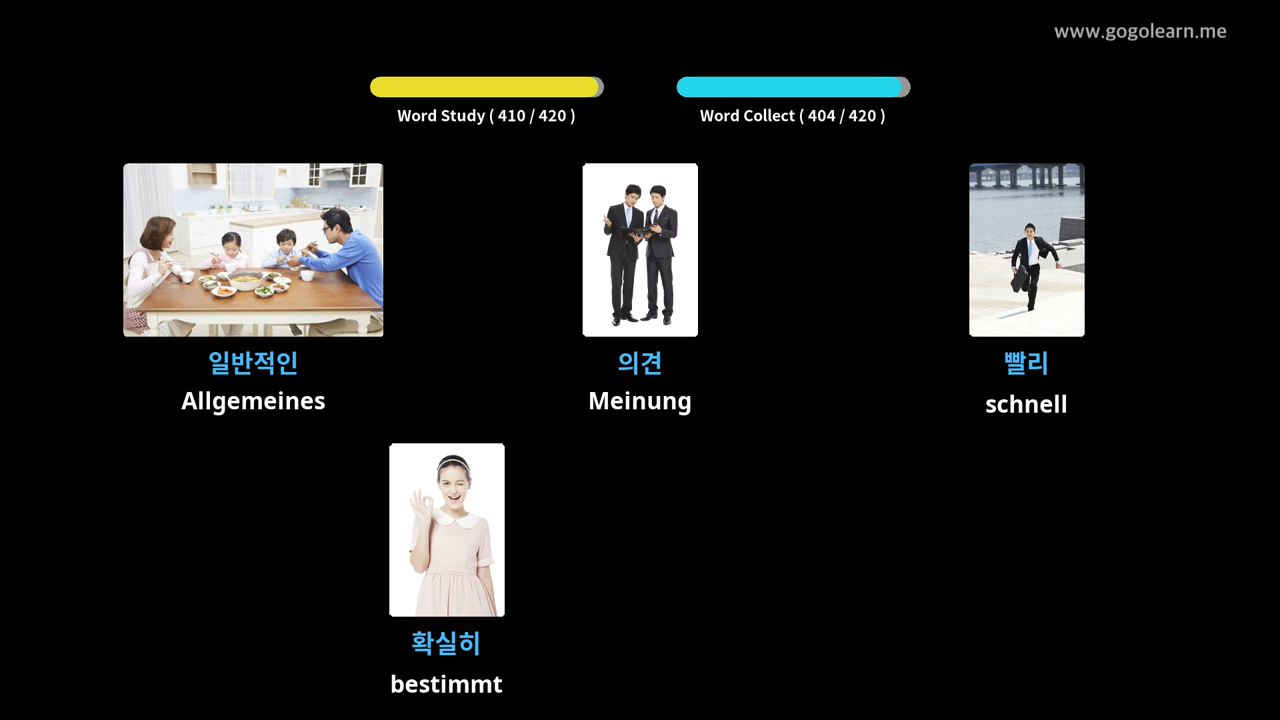 www.gogolearn.me
Word Study ( 410 / 420 )
Word Collect ( 404 / 420 )
일반적인
Allgemeines
의견
Meinung
빨리
schnell
확실히
bestimmt